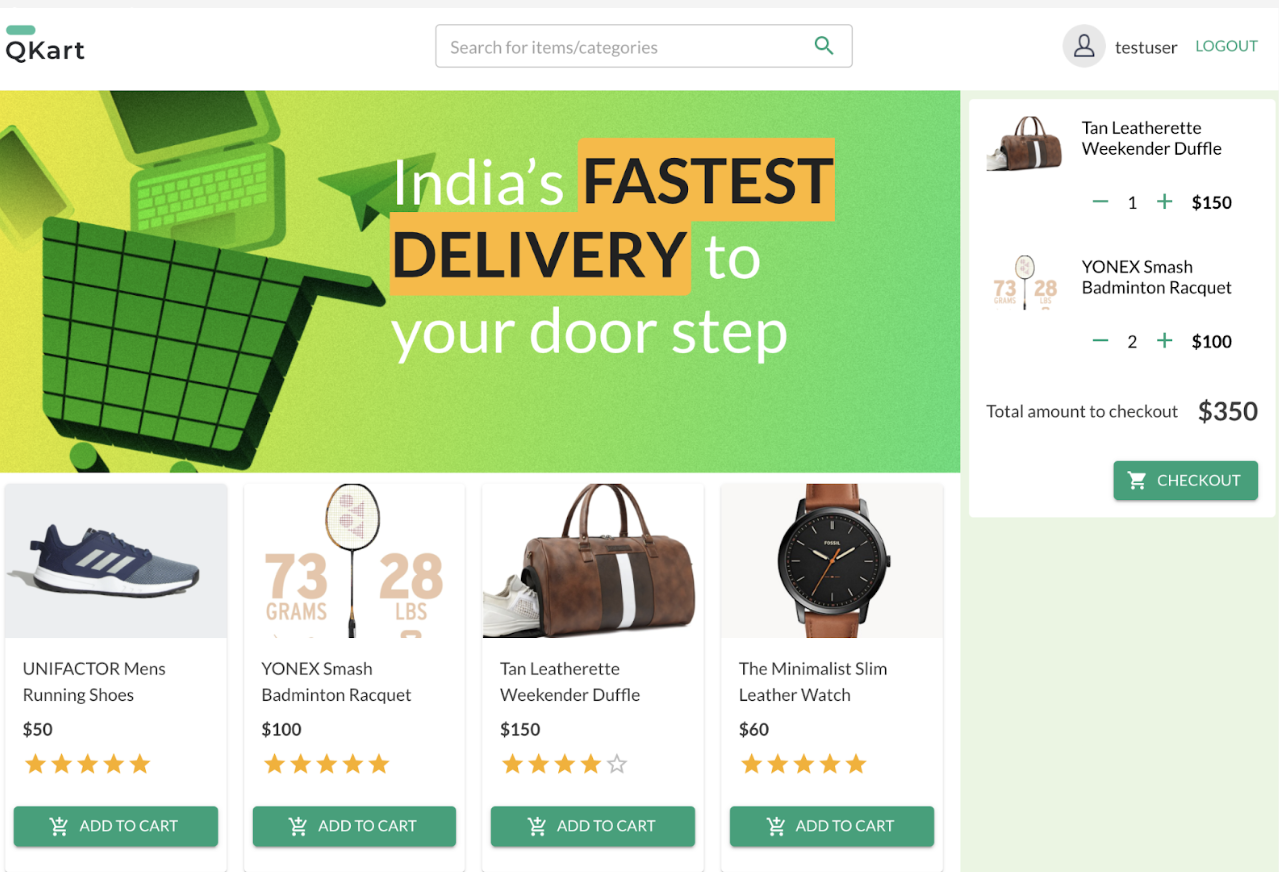 QKart
Search for items/categories
testuser
LOGOUT
India's FASTEST
DELIVERY to
your door step
Tan Leatherette
Weekender Duffle
1
$150
73 28
GRAMS LBS
YONEX Smash
Badminton Racquet
2
$100
Total amount to checkout $350
CHECKOUT
73 28
GRAMS LBS
FOSSIL
UNIFACTOR Mens
Running Shoes
$50
ADD TO CART
YONEX Smash
Badminton Racquet
$100
ADD TO CART
Tan Leatherette
Weekender Duffle
$150
ADD TO CART
The Minimalist Slim
Leather Watch
$60
ADD TO CART